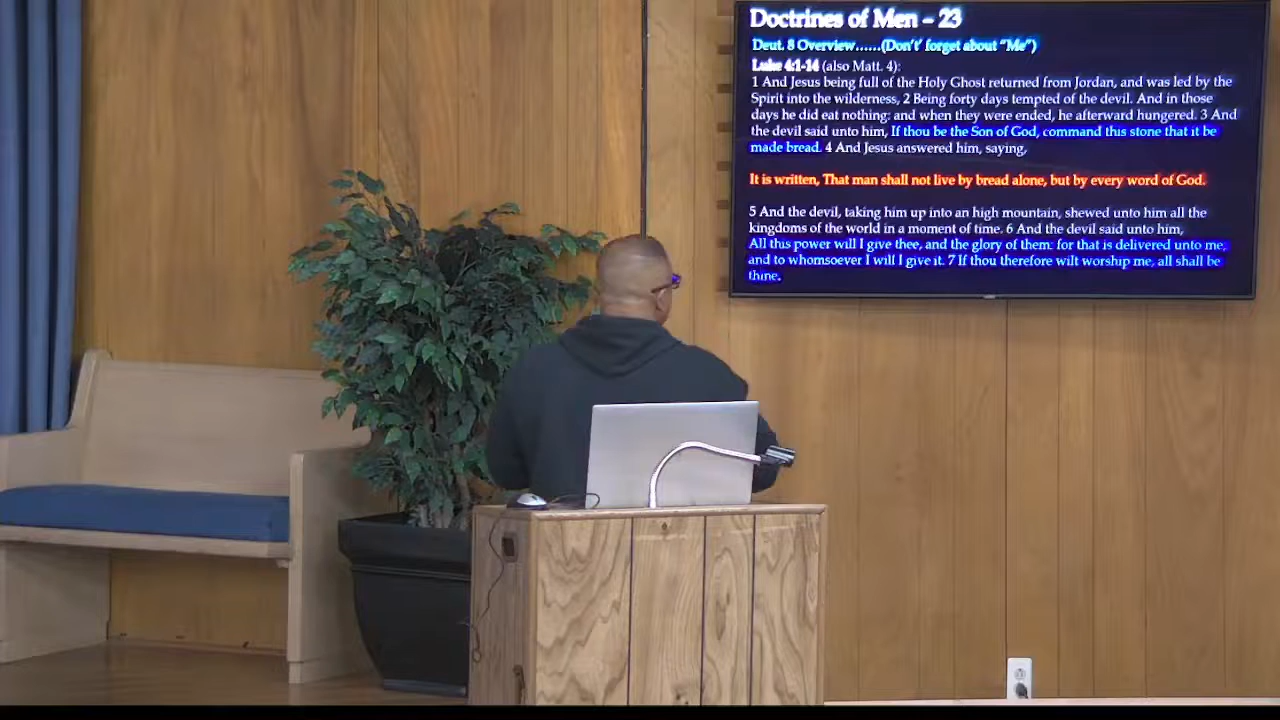 Doctrines of Men – 23
Deut. 8 Overview......(Don't' forget about "Me")
Luke 4:1-14 (also Matt. 4):
1 And Jesus being full of the Holy Ghost returned from Jordan, and was led by the
Spirit into the wilderness, 2 Being forty days tempted of the devil. And in those
days he did eat nothing: and when they were ended, he afterward hungered. 3 And
the devil said unto him, If thou be the Son of God, command this stone that it be
made bread. 4 And Jesus answered him, saying,
It is written, That man shall not live by bread alone, but by every word of God.
5 And the devil, taking him up into an high mountain, shewed unto him all the
kingdoms of the world in a moment of time. 6 And the devil said unto him,
All this power will I give thee, and the glory of them: for that is delivered unto me,
and to whomsoever I will I give it. 7 If thou therefore wilt worship me, all shall be
thine.